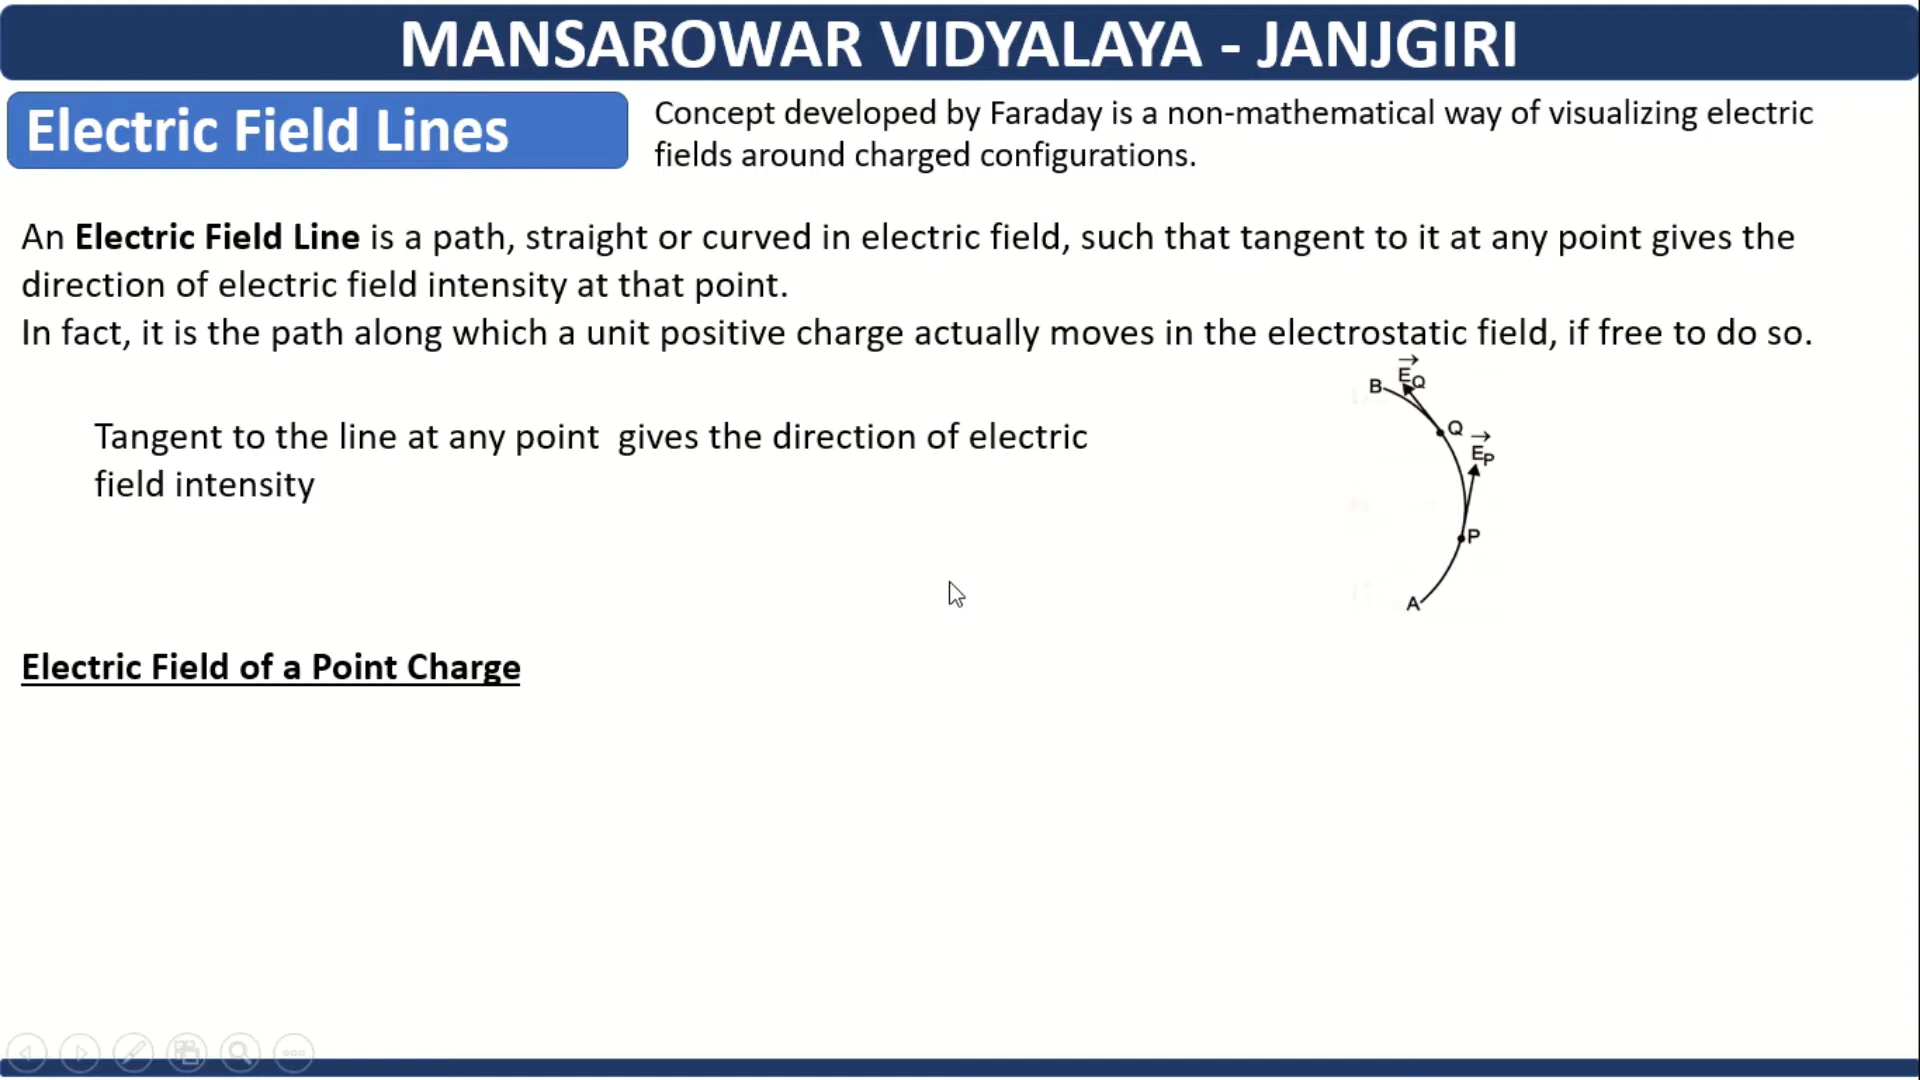 MANSAROWAR VIDYALAYA - JANJGIRI
Electric Field Lines
Concept developed by Faraday is a non-mathematical way of visualizing electric
fields around charged configurations.
An Electric Field Line is a path, straight or curved in electric field, such that tangent to it at any point gives the
direction of electric field intensity at that point.
In fact, it is the path along which a unit positive charge actually moves in the electrostatic field, if free to do so.
B
E⃗Q
Q
E⃗P
P
A
Tangent to the line at any point gives the direction of electric
field intensity
Electric Field of a Point Charge